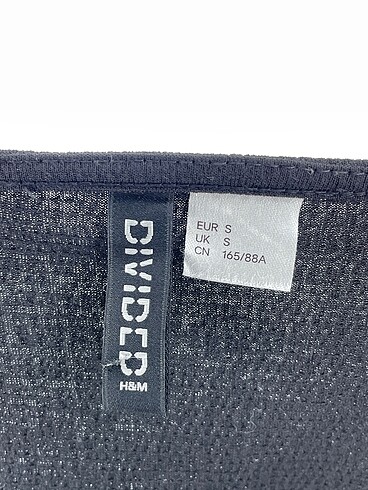 DIVIDED
H&M
EUR S
UK S
CN 165/88A